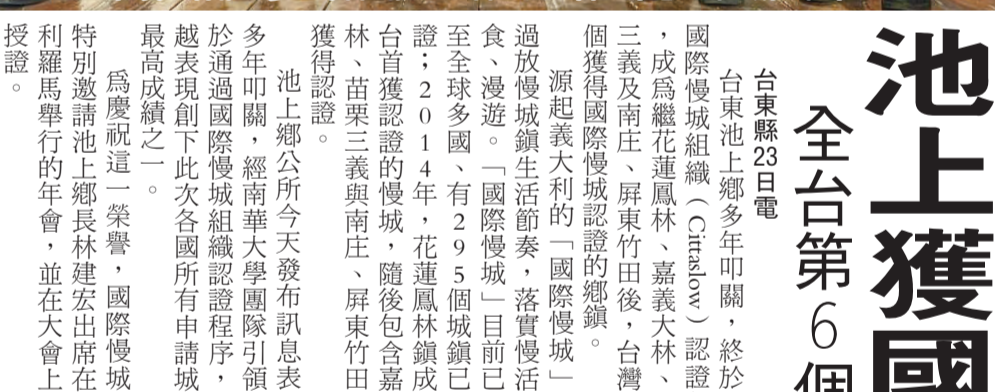 池上獲國
全台第6個
台東縣23日電
台東池上鄉多年叩關，終於
國際慢城組織（Cittaslow）認證
，成爲繼花蓮鳳林、嘉義大林、
三義及南庄、屏東竹田後，台灣
個獲得國際慢城認證的鄉鎮。
源起義大利的「國際慢城」
過放慢城鎮生活節奏，落實慢活
食、漫遊。「國際慢城」目前已
至全球多國、有295個城鎮已
證；2014年，花蓮鳳林鎮成
台首獲認證的慢城，隨後包含嘉
林、苗栗三義與南庄、屏東竹田
獲得認證。
池上鄉公所今天發布訊息表
多年叩關，經南華大學團隊引領
於通過國際慢城組織認證程序，
越表現創下此次各國所有申請城
最高成績之一。
爲慶祝這一榮譽，國際慢城
特別邀請池上鄉長林建宏出席在
利羅馬舉行的年會，並在大會上
授證。